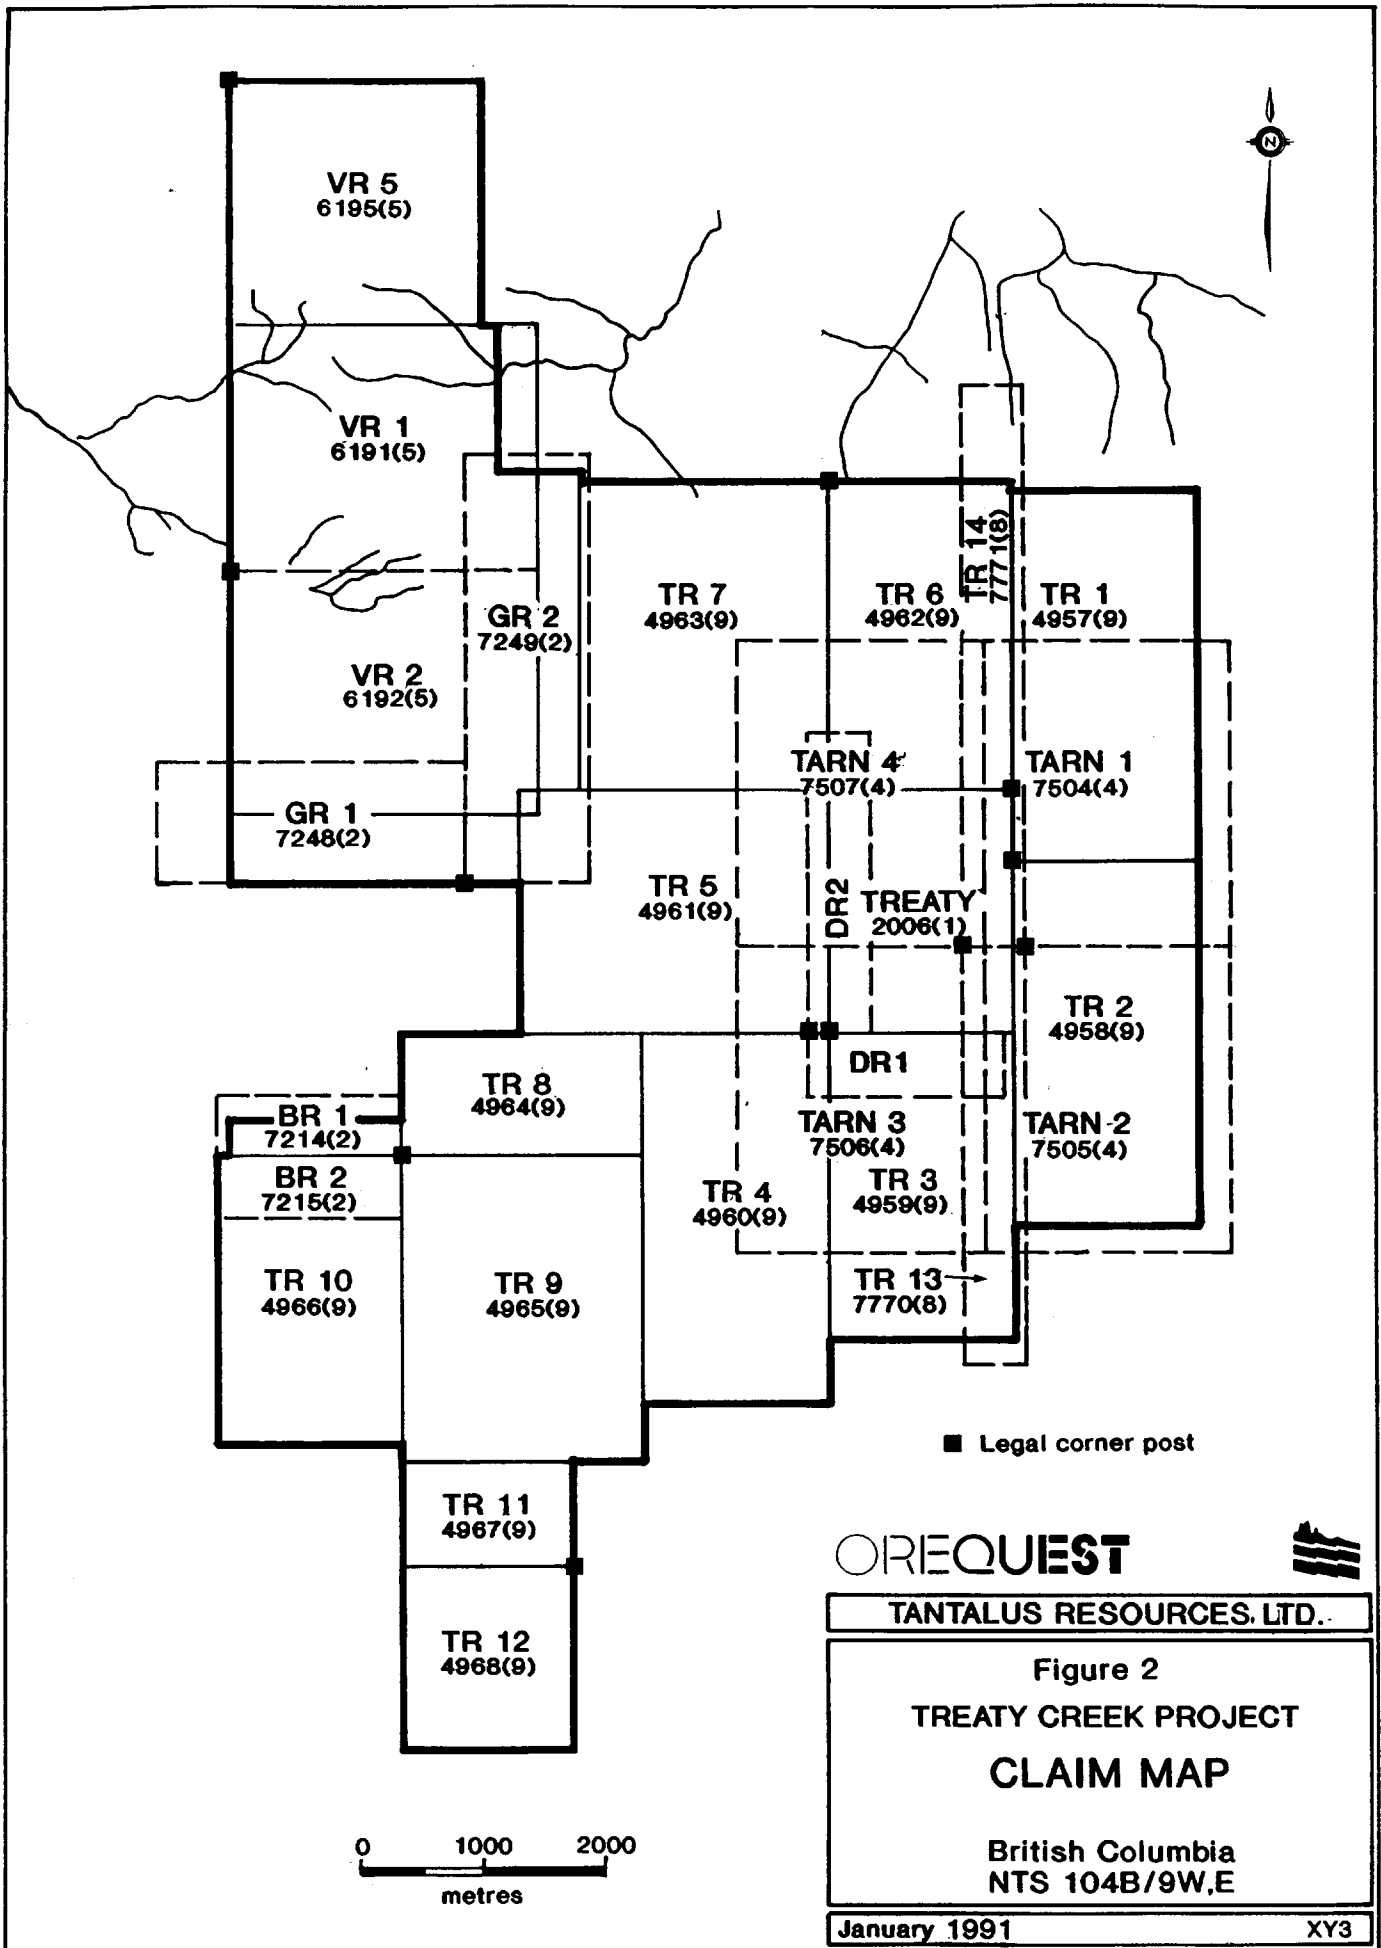 VR 5
6195(5)
N
VR 1
6191(5)
GR 2
7249(2)
VR 2
6192(5)
TR 7
4963(9)
TR 6
4962(9)
TR 14
7771(8)
TR 1
4957(9)
TARN 4
7507(4)
TARN 1
7504(4)
GR 1
7248(2)
TR 5
4961(9)
DR2
TREATY
2006(1)
TR 2
4958(9)
DR1
TR 8
4964(9)
BR 1
7214(2)
TARN 3
7506(4)
TARN 2
7505(4)
BR 2
7215(2)
TR 4
4960(9)
TR 3
4959(9)
TR 10
4966(9)
TR 9
4965(9)
TR 13
7770(8)
Legal corner post
TR 11
4967(9)
TR 12
4968(9)
OREQUEST
TANTALUS RESOURCES LTD.
Figure 2
TREATY CREEK PROJECT
CLAIM MAP
British Columbia
NTS 104B/9W,E
January 1991 XY3
0 1000 2000
metres